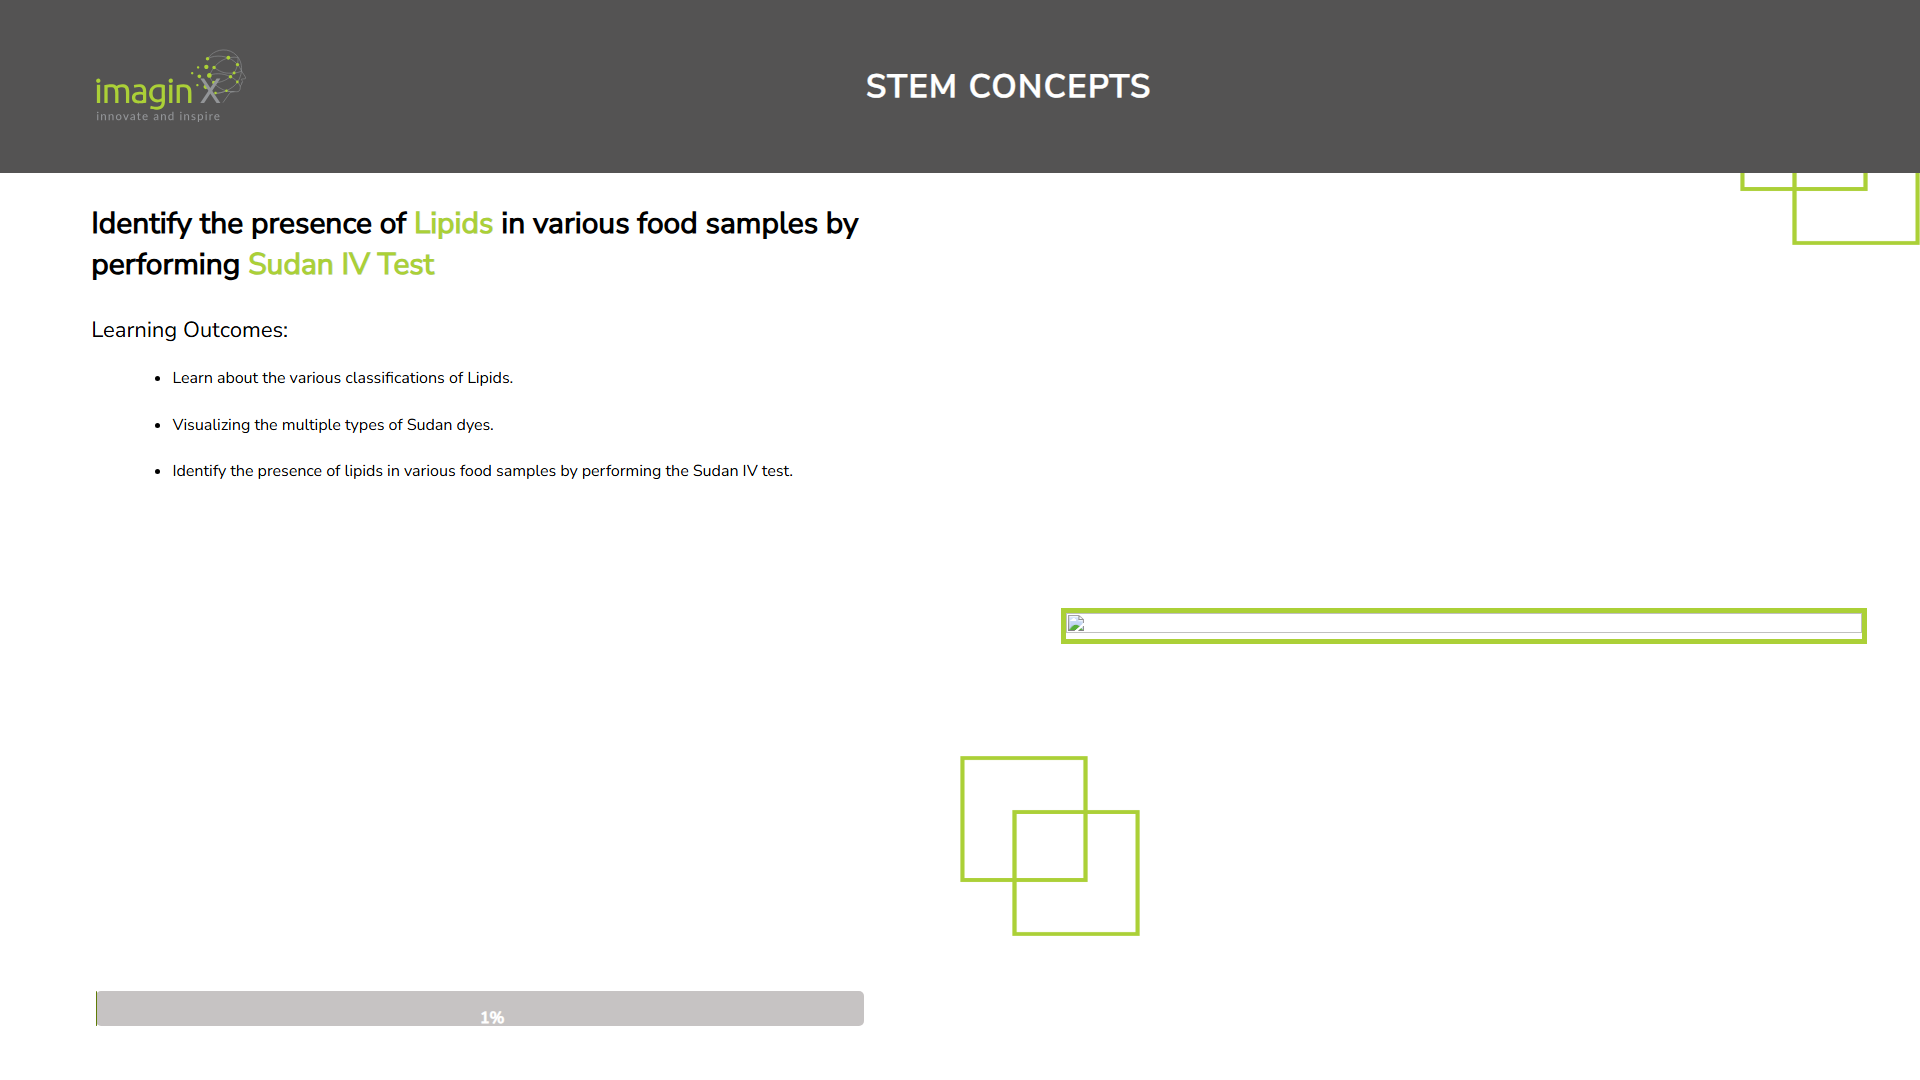 imagin X
innovate and inspire
STEM CONCEPTS
Identify the presence of Lipids in various food samples by
performing Sudan IV Test
Learning Outcomes:
• Learn about the various classifications of Lipids.
• Visualizing the multiple types of Sudan dyes.
• Identify the presence of lipids in various food samples by performing the Sudan IV test.
1%